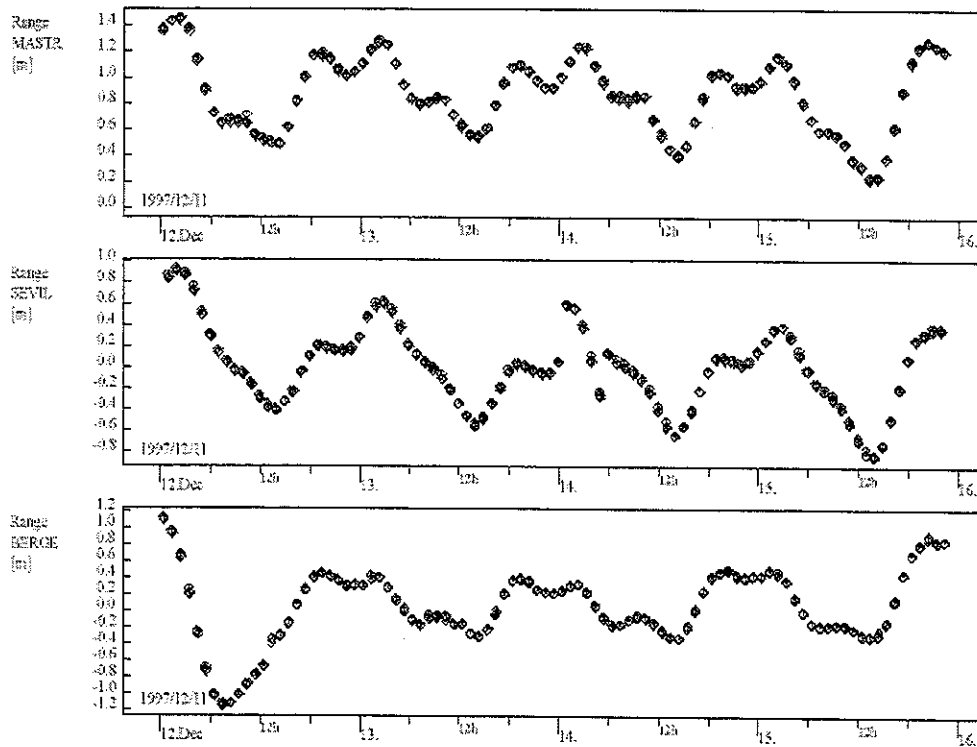 Range
MASTR
[m]
1.4
1.2
1.0
0.8
0.6
0.4
0.2
0.0
1997/12/11
12.Dec
12h
13.
12h
14.
12h
15.
12h
16.
Range
SEVIL
[m]
1.0
0.8
0.6
0.4
0.2
0.0
-0.2
-0.4
-0.6
-0.8
1997/12/11
12.Dec
12h
13.
12h
14.
12h
15.
12h
16.
Range
BERGE
[m]
1.2
1.0
0.8
0.6
0.4
0.2
0.0
-0.2
-0.4
-0.6
-0.8
-1.0
-1.2
1997/12/11
12.Dec
12h
13.
12h
14.
12h
15.
12h
16.